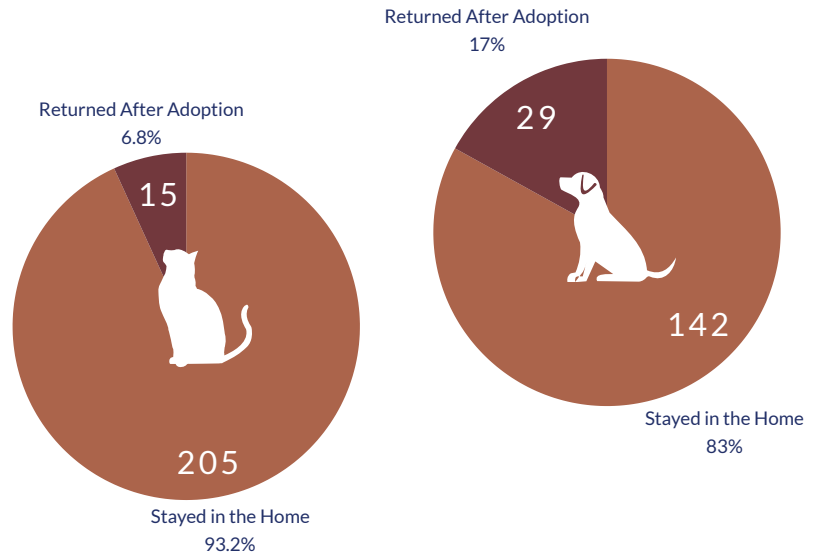 Returned After Adoption
6.8%
15
205
Stayed in the Home
93.2%
Returned After Adoption
17%
29
142
Stayed in the Home
83%